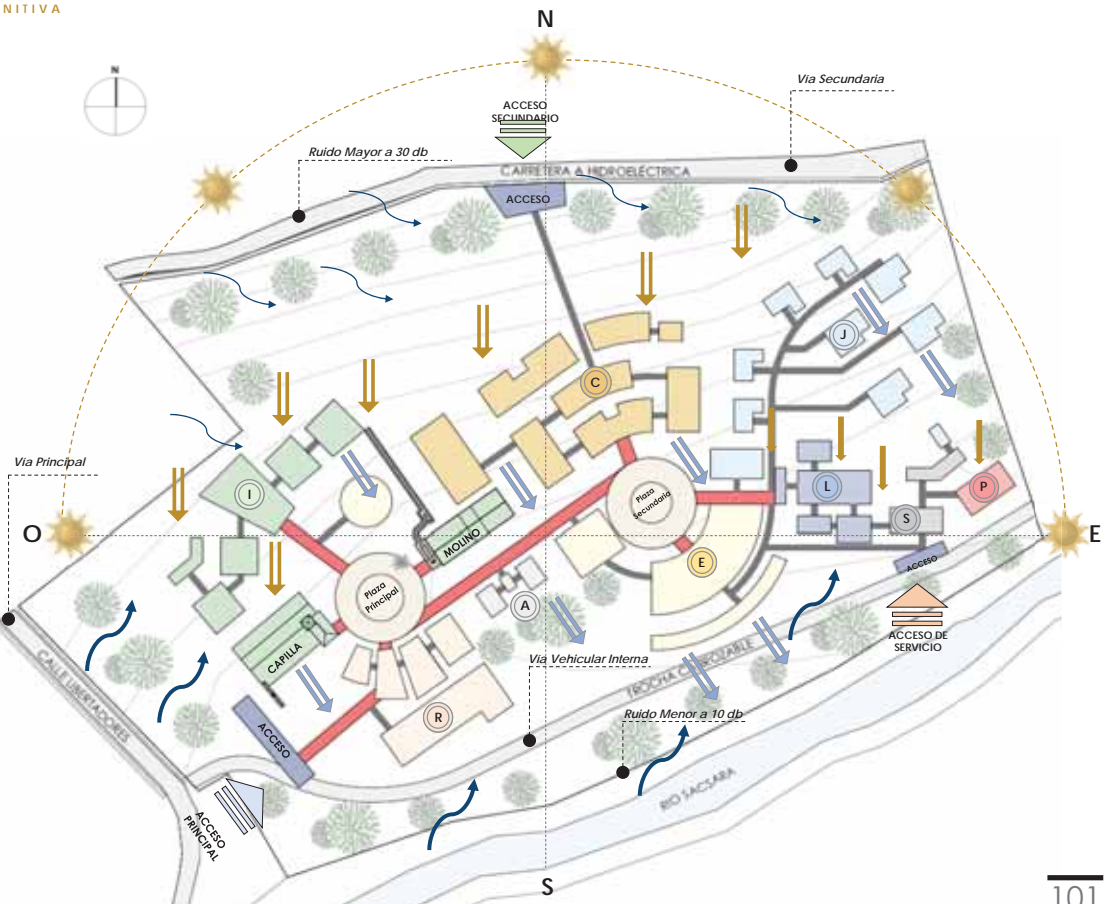 NITIVA
N
N
Via Secundaria
ACCESO
SECUNDARIO
Ruido Mayor a 30 db
CARRETERA A HIDROELÉCTRICA
ACCESO
J
C
Via Principal
I
Plaza
Secundaria
L
P
S
O
E
MOLINO
E
ACCESO
Plaza
Principal
A
ACCESO DE
SERVICIO
CAPILLA
Via Vehicular Interna
CALLE LIBERTADORES
TROCHA CARROZABLE
R
Ruido Menor a 10 db
ACCESO
RIO SACSARA
ACCESO
PRINCIPAL
S
101